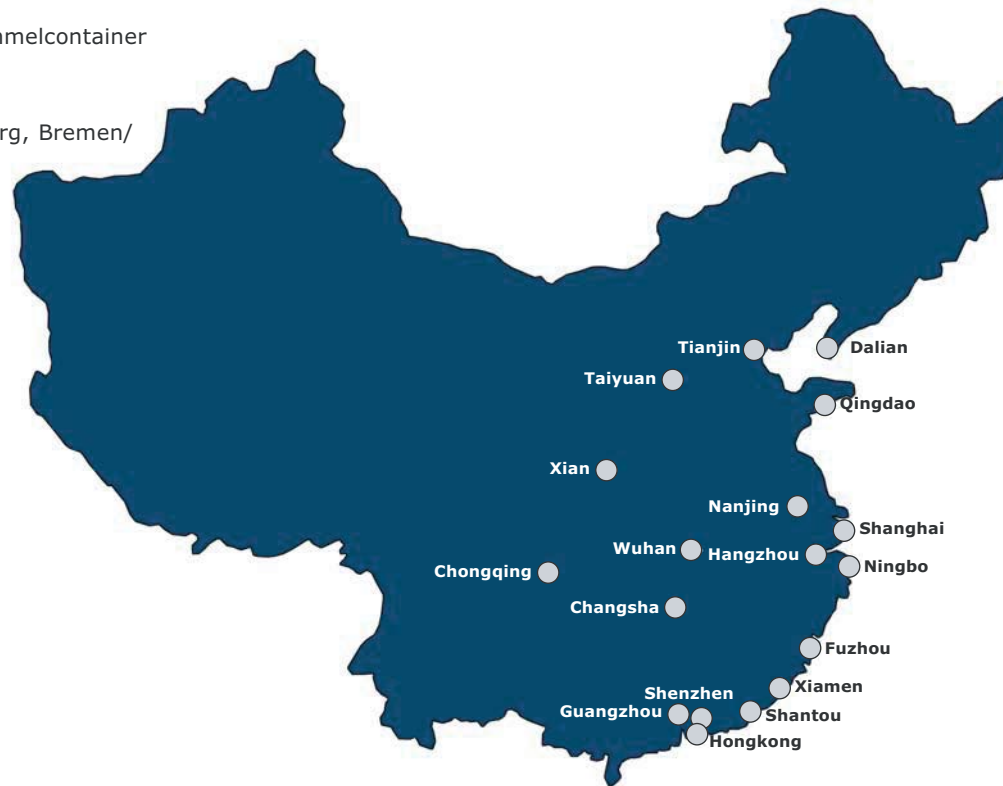 mmelcontainer
rg, Bremen/
Tianjin
Dalian
Taiyuan
Qingdao
Xian
Nanjing
Shanghai
Wuhan
Hangzhou
Ningbo
Chongqing
Changsha
Fuzhou
Xiamen
Shenzhen
Guangzhou
Shantou
Hongkong